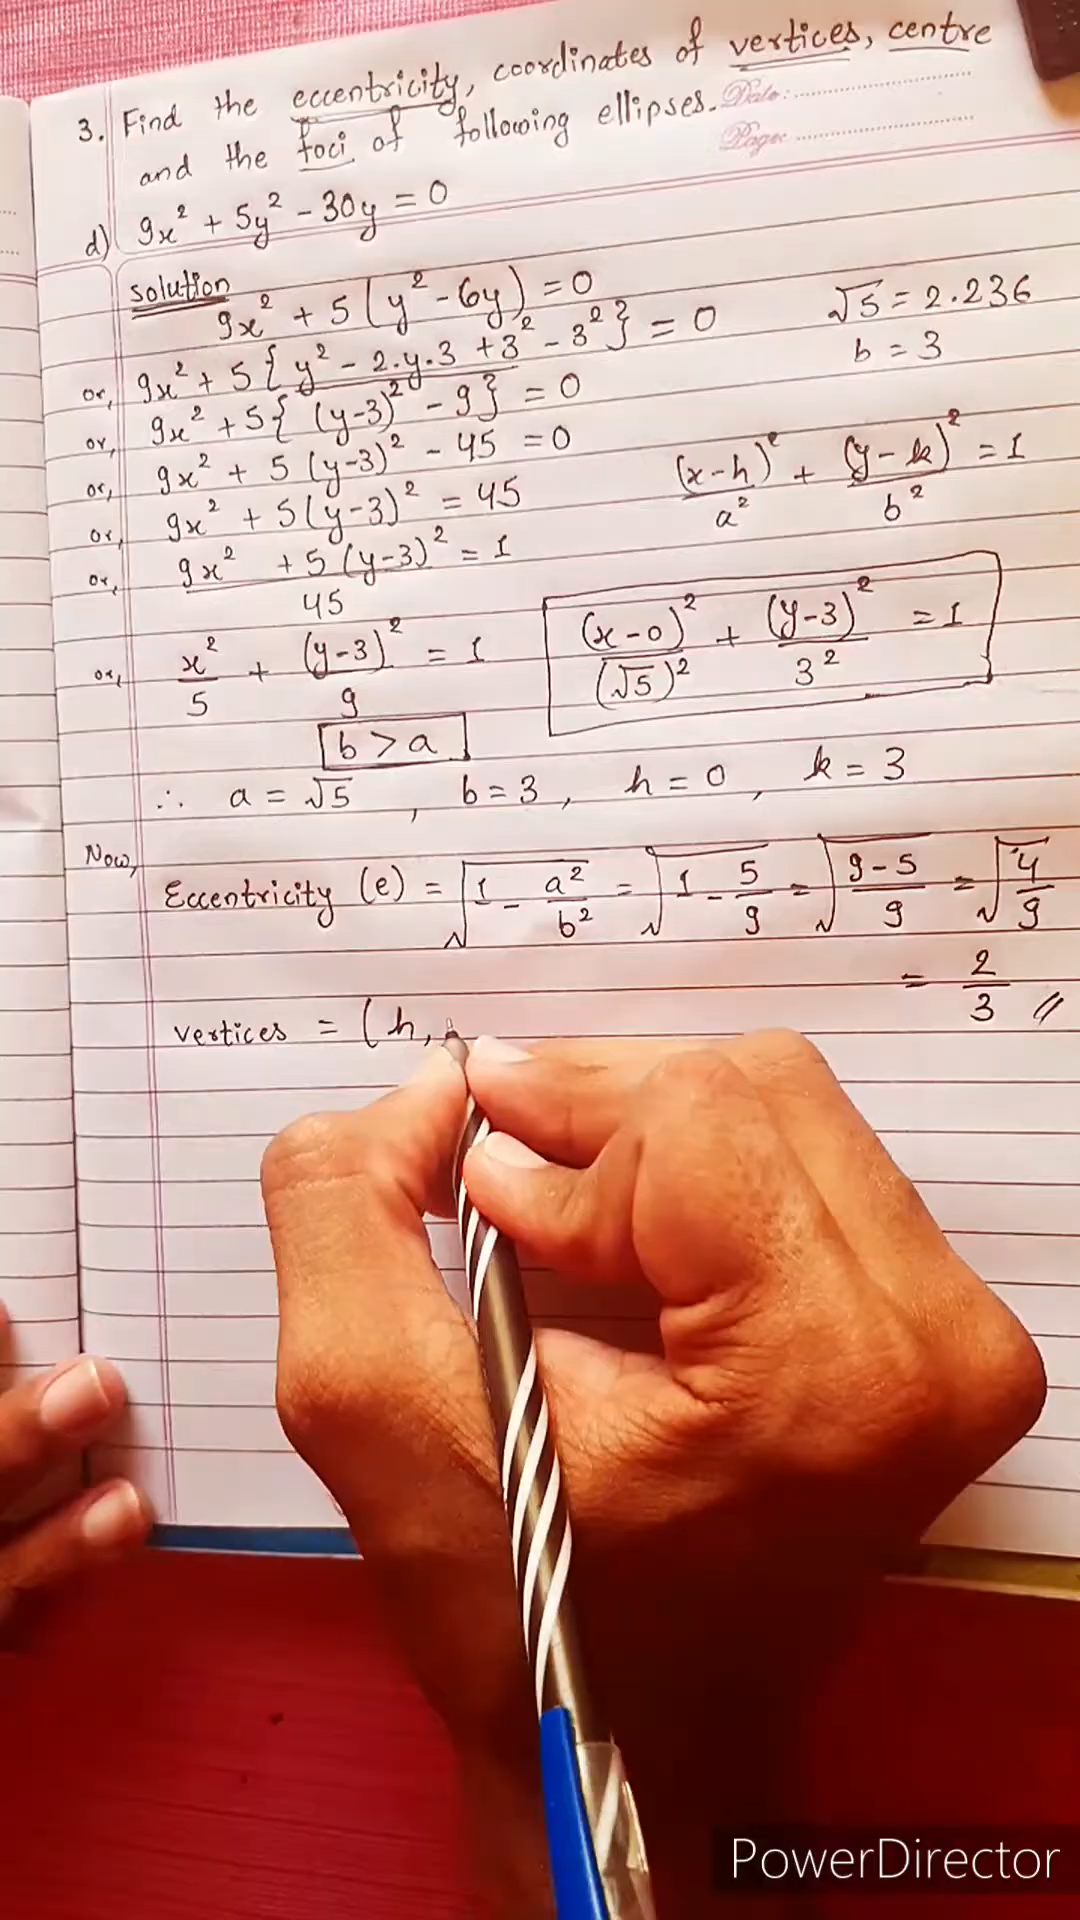 3. Find the eccentricity, coordinates of vertices, centre
and the foci of following ellipses.
Date:
Page:
d) 9x² + 5y² - 30y = 0
solution
9x² + 5(y² - 6y) = 0
√5 = 2.236
or, 9x² + 5{y² - 2.y.3 + 3² - 3²} = 0
b = 3
or, 9x² + 5{(y-3)² - 9} = 0
or, 9x² + 5(y-3)² - 45 = 0
(x-h)²/a² + (y-k)²/b² = 1
or, 9x² + 5(y-3)² = 45
or, 9x² + 5(y-3)²/45 = 1
or, x²/5 + (y-3)²/9 = 1
(x-0)²/(√5)² + (y-3)²/3² = 1
b > a
∴ a = √5, b = 3, h = 0, k = 3
Now,
Eccentricity (e) = √(1 - a²/b²) = √(1 - 5/9) = √((9-5)/9) = √(4/9)
= 2/3 //
vertices = (h,
PowerDirector